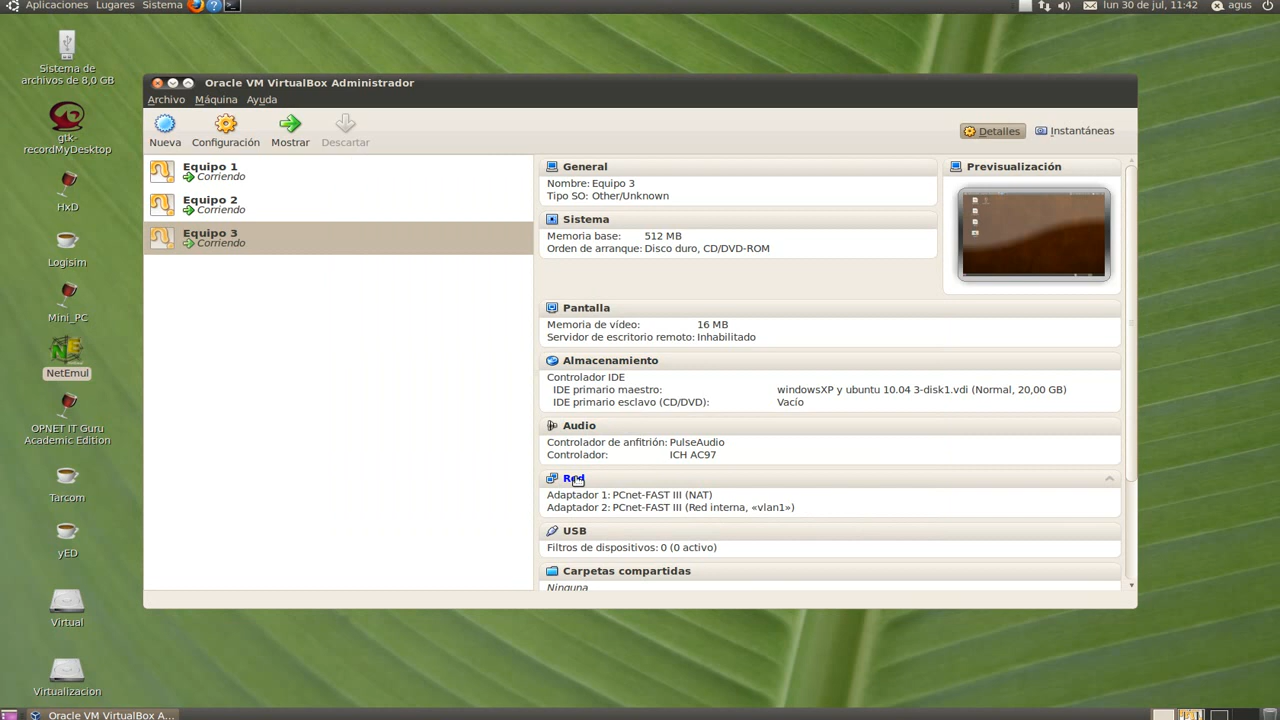 Aplicaciones Lugares Sistema
lun 30 de jul, 11:42 agus
Sistema de
archivos de 8,0 GB
gtk-
recordMyDesktop
HxD
Logisim
Mini_PC
NetEmul
OPNET IT Guru
Academic Edition
Tarcom
yED
Virtual
Virtualizacion
Oracle VM VirtualBox Administrador
Archivo Máquina Ayuda
Nueva Configuración Mostrar Descartar
Detalles Instantáneas
Equipo 1
Corriendo
Equipo 2
Corriendo
Equipo 3
Corriendo
General
Nombre: Equipo 3
Tipo SO: Other/Unknown
Sistema
Memoria base: 512 MB
Orden de arranque: Disco duro, CD/DVD-ROM
Previsualización
Pantalla
Memoria de vídeo: 16 MB
Servidor de escritorio remoto: Inhabilitado
Almacenamiento
Controlador IDE
IDE primario maestro: windowsXP y ubuntu 10.04 3-disk1.vdi (Normal, 20,00 GB)
IDE primario esclavo (CD/DVD): Vacío
Audio
Controlador de anfitrión: PulseAudio
Controlador: ICH AC97
Red
Adaptador 1: PCnet-FAST III (NAT)
Adaptador 2: PCnet-FAST III (Red interna, «vlan1»)
USB
Filtros de dispositivos: 0 (0 activo)
Carpetas compartidas
Ninguna
Oracle VM VirtualBox A...